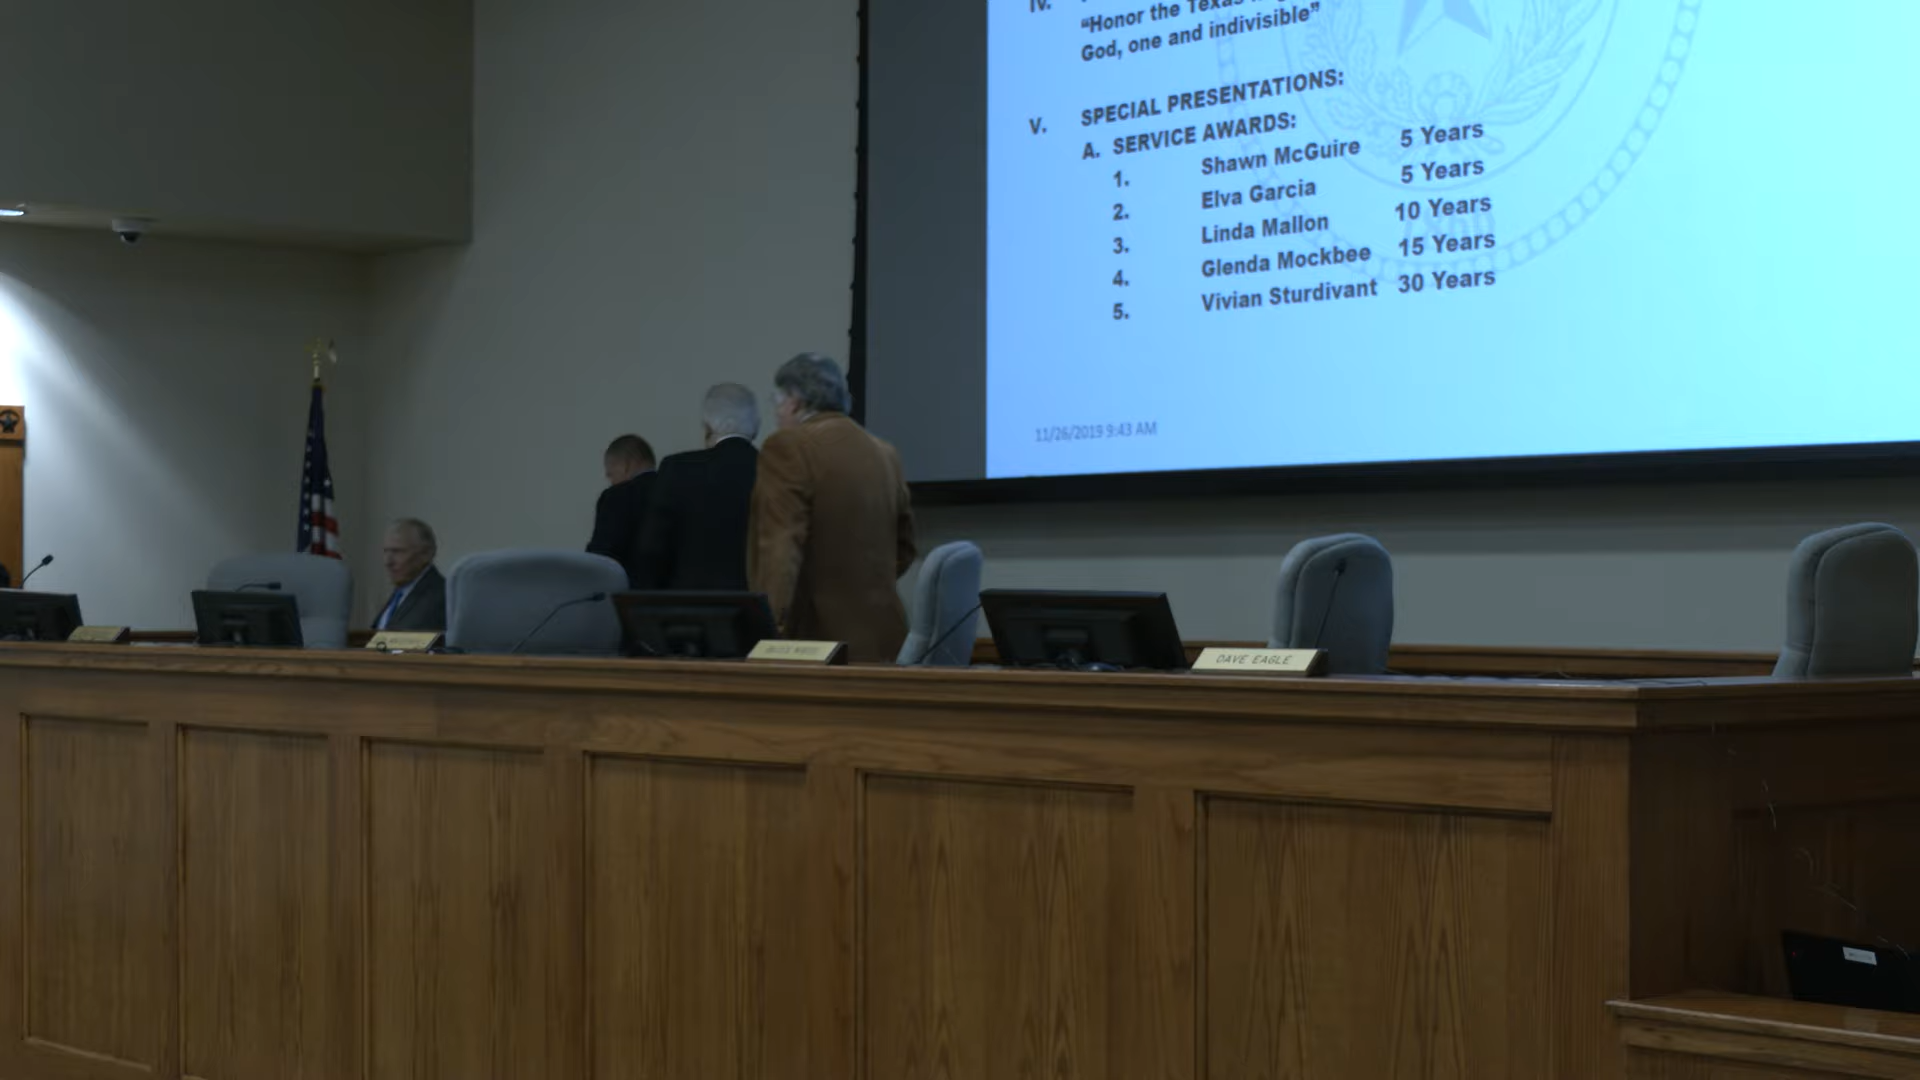 IV.
“Honor the Texas
God, one and indivisible”
V. SPECIAL PRESENTATIONS:
A. SERVICE AWARDS:
1. Shawn McGuire 5 Years
2. Elva Garcia 5 Years
3. Linda Mallon 10 Years
4. Glenda Mockbee 15 Years
5. Vivian Sturdivant 30 Years
11/26/2019 9:43 AM
DAVE EAGLE